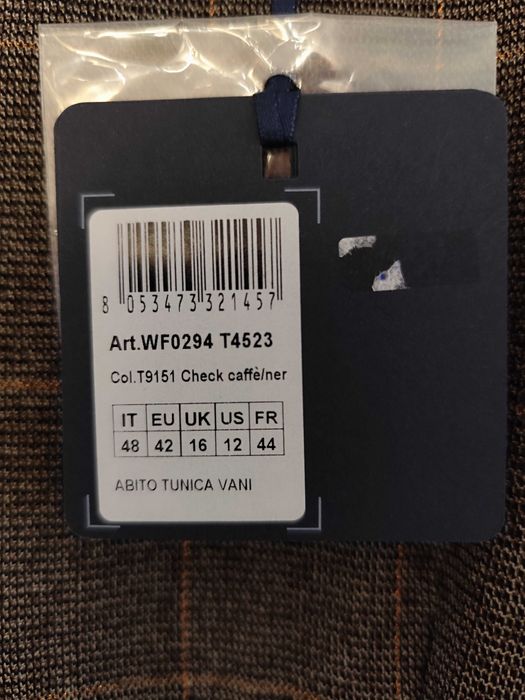 8 053473 321457
Art.WF0294 T4523
Col.T9151 Check caffè/ner
IT EU UK US FR
48 42 16 12 44
ABITO TUNICA VANI